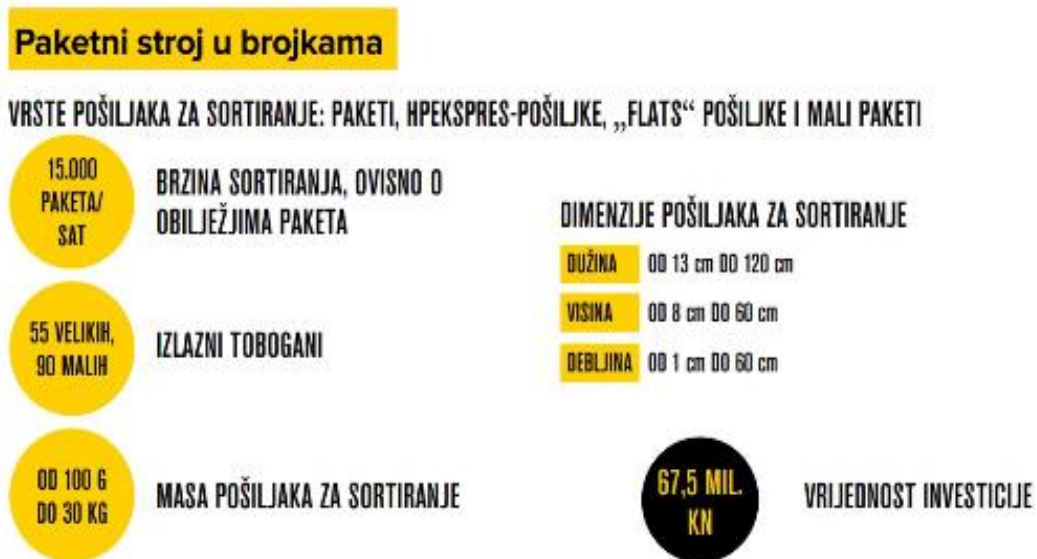 Paketni stroj u brojkama
VRSTE POŠILJAKA ZA SORTIRANJE: PAKETI, HPEKSPRES-POŠILJKE, „FLATS“ POŠILJKE I MALI PAKETI
15.000
PAKETA/
SAT
BRZINA SORTIRANJA, OVISNO O
OBILJEŽJIMA PAKETA
55 VELIKIH,
90 MALIH
IZLAZNI TOBOGANI
OD 100 G
DO 30 KG
MASA POŠILJAKA ZA SORTIRANJE
DIMENZIJE POŠILJAKA ZA SORTIRANJE
DUŽINA OD 13 cm DO 120 cm
VISINA OD 8 cm DO 60 cm
DEBLJINA OD 1 cm DO 60 cm
67,5 MIL.
KN
VRIJEDNOST INVESTICIJE